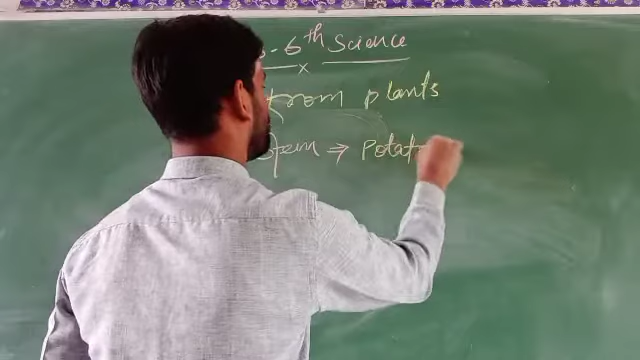 6th Science
from plants
Stem → Potat